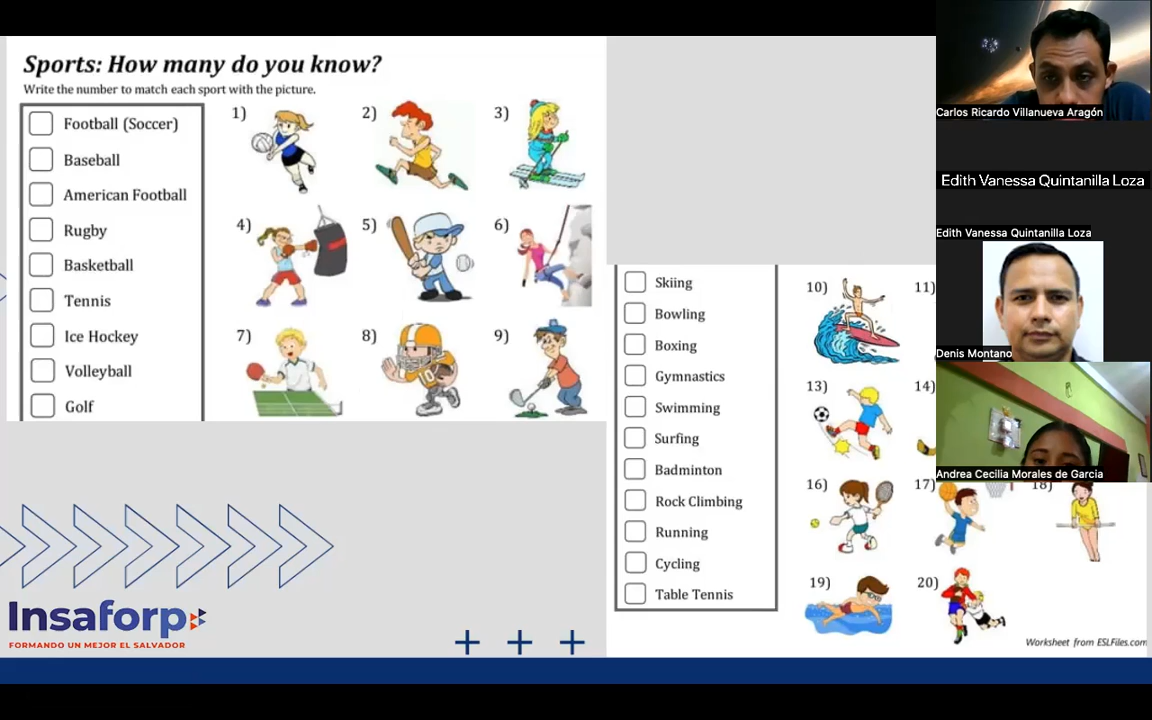 Sports: How many do you know?
Write the number to match each sport with the picture.
Football (Soccer)
Baseball
American Football
Rugby
Basketball
Tennis
Ice Hockey
Volleyball
Golf
1)
2)
3)
4)
5)
6)
7)
8)
10
9)
Skiing
Bowling
Boxing
Gymnastics
Swimming
Surfing
Badminton
Rock Climbing
Running
Cycling
Table Tennis
10)
11)
13)
14)
16)
17)
18)
19)
20)
Worksheet from ESLFiles.com
Insaforp
FORMANDO UN MEJOR EL SALVADOR
Carlos Ricardo Villanueva Aragón
Edith Vanessa Quintanilla Loza
Edith Vanessa Quintanilla Loza
Denis Montano
Andrea Cecilia Morales de Garcia